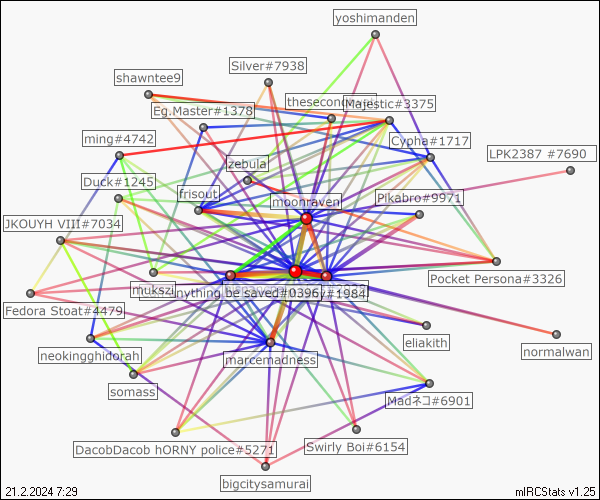 yoshimanden
Silver#7938
shawntee9
thesecond
Majestic#3375
Eg.Master#1378
ming#4742
Cypha#1717
zebula
LPK2387 #7690
Duck#1245
frisout
Pikabro#9971
moonraven
JKOUYH VIII#7034
Pocket Persona#3326
mukszi
anything be saved#0396
#1984
Fedora Stoat#4479
eliakith
neokingghidorah
marcemadness
normalwan
somass
Madネコ#6901
DacobDacob hORNY police#5271
Swirly Boi#6154
bigcitysamurai
21.2.2024 7:29
mIRCStats v1.25